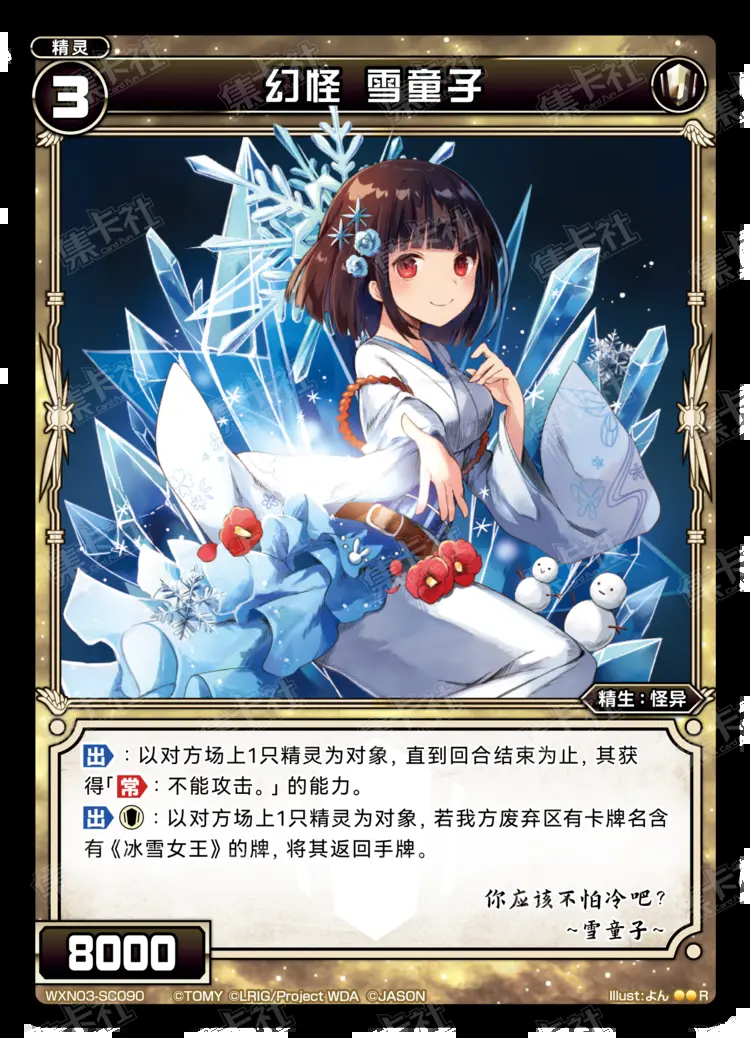 精灵
3
幻怪 雪童子
精生：怪异
出：以对方场上1只精灵为对象，直到回合结束为止，其获
得「常：不能攻击。」的能力。
出：以对方场上1只精灵为对象，若我方废弃区有卡牌名含
有《冰雪女王》的牌，将其返回手牌。
你应该不怕冷吧？
~雪童子~
8000
WXN03-SC090 ©TOMY ©LRIG/Project WDA ©JASON
Illust:よん R
集卡社